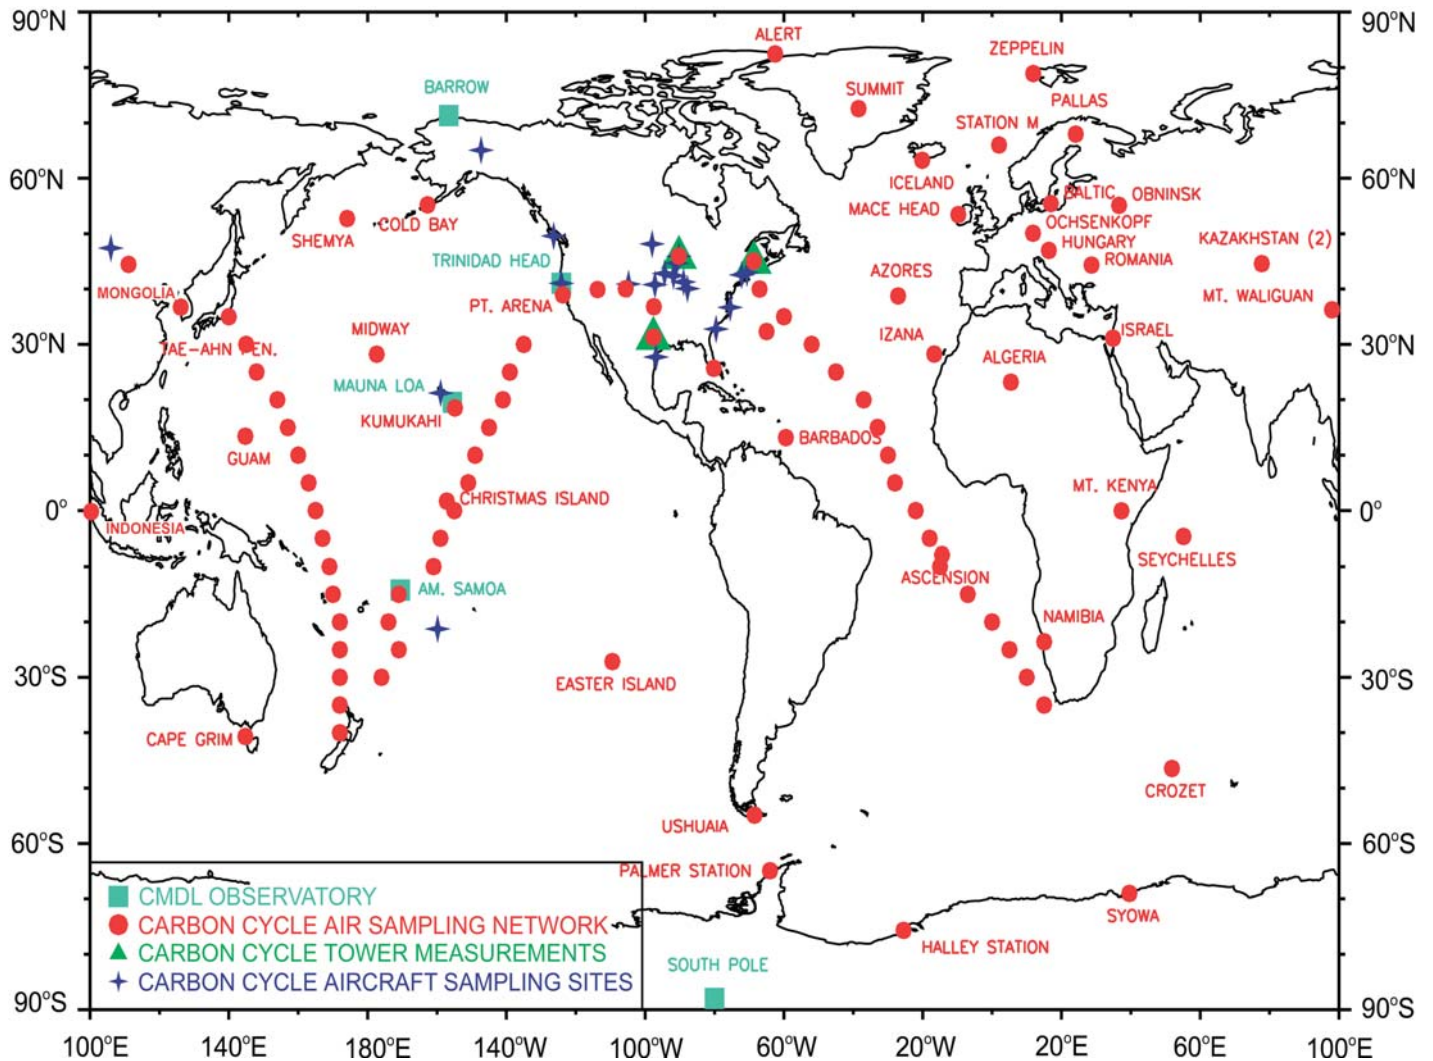 90°N
90°N
ALERT
ZEPPELIN
BARROW
SUMMIT
PALLAS
STATION M
60°N
60°N
ICELAND
BALTIC
OBNINSK
MACE HEAD
SHEMYA
COLD BAY
OCHSENKOPF
HUNGARY
KAZAKHSTAN (2)
TRINIDAD HEAD
ROMANIA
AZORES
MONGOLIA
PT. ARENA
MT. WALIGUAN
MIDWAY
IZANA
ISRAEL
30°N
30°N
TAE-AHN PEN.
ALGERIA
MAUNA LOA
KUMUKAHI
BARBADOS
GUAM
MT. KENYA
CHRISTMAS ISLAND
0°
0°
INDONESIA
SEYCHELLES
ASCENSION
AM. SAMOA
NAMIBIA
30°S
30°S
EASTER ISLAND
CAPE GRIM
CROZET
USHUAIA
60°S
60°S
PALMER STATION
CMDL OBSERVATORY
SYOWA
CARBON CYCLE AIR SAMPLING NETWORK
HALLEY STATION
CARBON CYCLE TOWER MEASUREMENTS
SOUTH POLE
CARBON CYCLE AIRCRAFT SAMPLING SITES
90°S
90°S
100°E 140°E 180°E 140°W 100°W 60°W 20°W 20°E 60°E 100°E